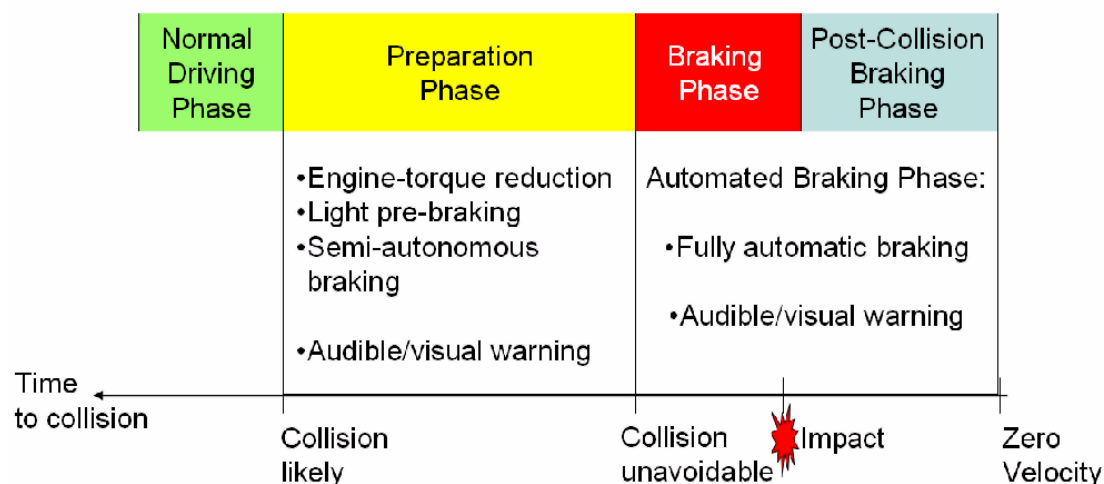 Normal
Driving
Phase
Preparation
Phase
Braking
Phase
Post-Collision
Braking
Phase
•Engine-torque reduction
•Light pre-braking
•Semi-autonomous
braking
•Audible/visual warning
Automated Braking Phase:
•Fully automatic braking
•Audible/visual warning
Time
to collision
Collision
likely
Collision
unavoidable
Impact
Zero
Velocity